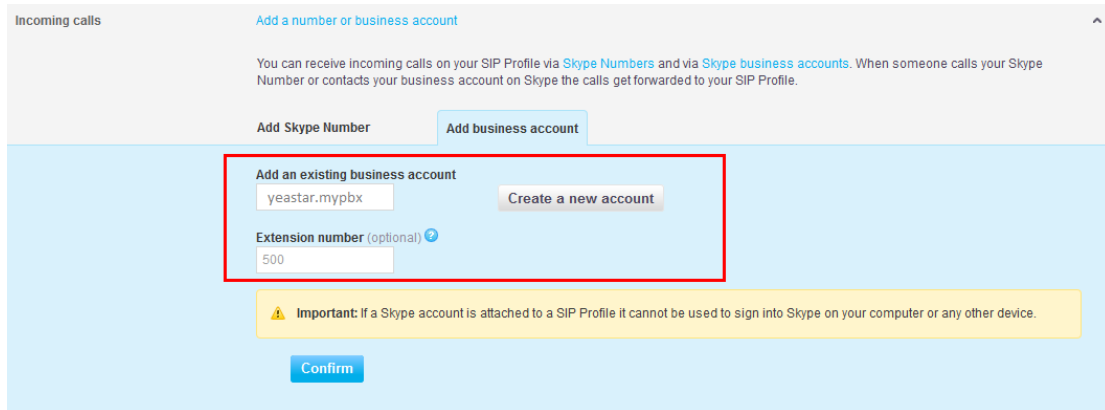 Incoming calls
Add a number or business account
You can receive incoming calls on your SIP Profile via Skype Numbers and via Skype business accounts. When someone calls your Skype
Number or contacts your business account on Skype the calls get forwarded to your SIP Profile.
Add Skype Number
Add business account
Add an existing business account
yeastar.mypbx
Create a new account
Extension number (optional) ?
500
Important: If a Skype account is attached to a SIP Profile it cannot be used to sign into Skype on your computer or any other device.
Confirm